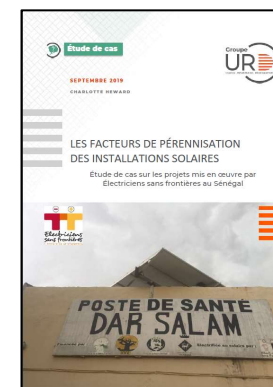 Étude de cas
Groupe
URD
SEPTEMBRE 2019
CHARLOTTE HEWARD
LES FACTEURS DE PÉRENNISATION
DES INSTALLATIONS SOLAIRES
Étude de cas sur les projets mis en œuvre par
Électriciens sans frontières au Sénégal
Électriciens
sans frontières
POSTE DE SANTÉ
DAR SALAM